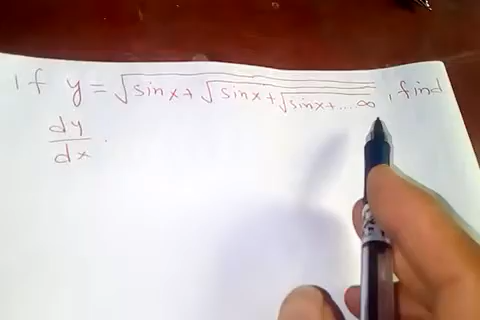 If y = √sinx + √sinx + √sinx + ... ∞ , find
dy/dx .